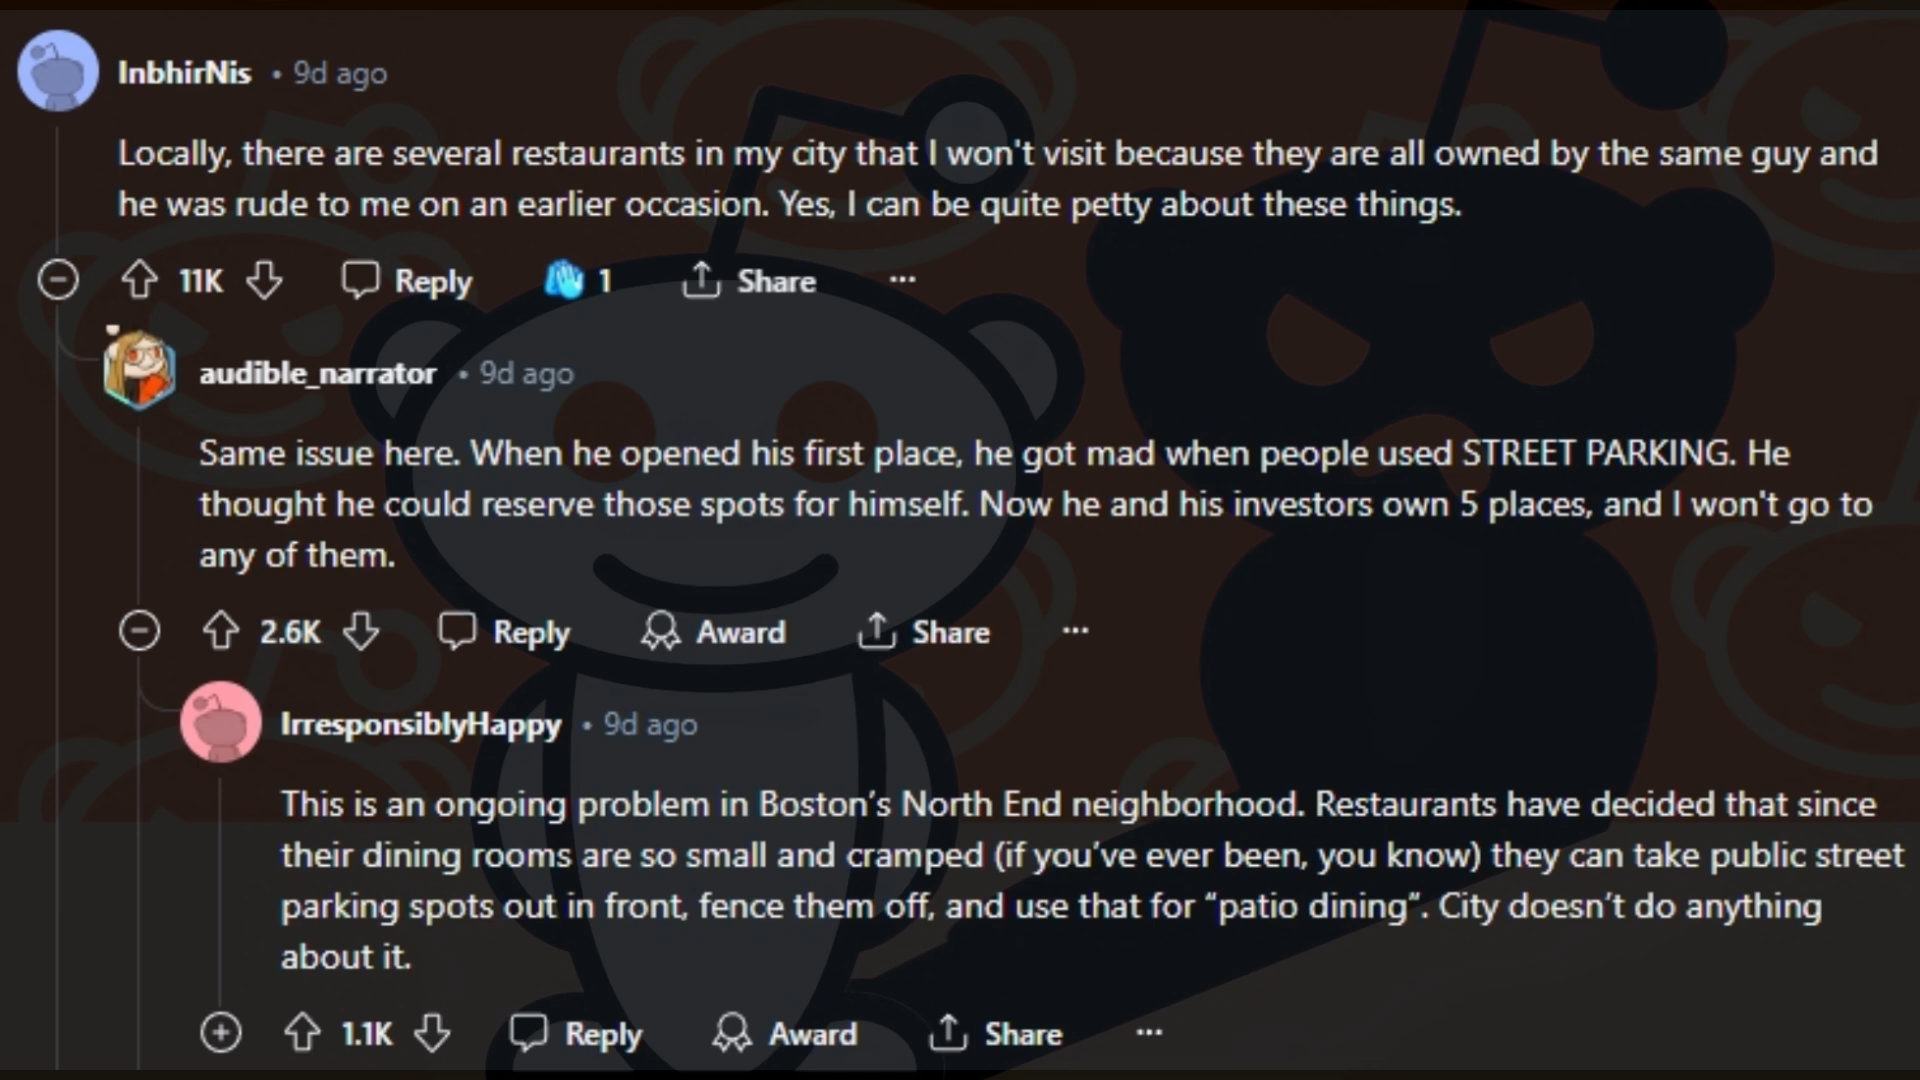 InbhirNis • 9d ago
Locally, there are several restaurants in my city that I won't visit because they are all owned by the same guy and
he was rude to me on an earlier occasion. Yes, I can be quite petty about these things.
11K Reply 1 Share ...
audible_narrator • 9d ago
Same issue here. When he opened his first place, he got mad when people used STREET PARKING. He
thought he could reserve those spots for himself. Now he and his investors own 5 places, and I won't go to
any of them.
2.6K Reply Award Share ...
IrresponsiblyHappy • 9d ago
This is an ongoing problem in Boston’s North End neighborhood. Restaurants have decided that since
their dining rooms are so small and cramped (if you’ve ever been, you know) they can take public street
parking spots out in front, fence them off, and use that for “patio dining”. City doesn’t do anything
about it.
1.1K Reply Award Share ...